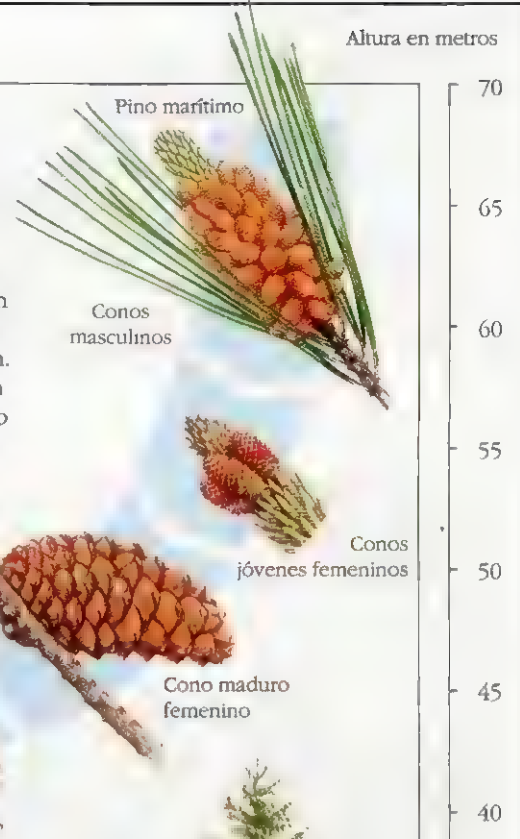 Altura en metros
Pino marítimo
Conos
masculinos
Conos
jóvenes femeninos
Cono maduro
femenino
70
65
60
55
50
45
40